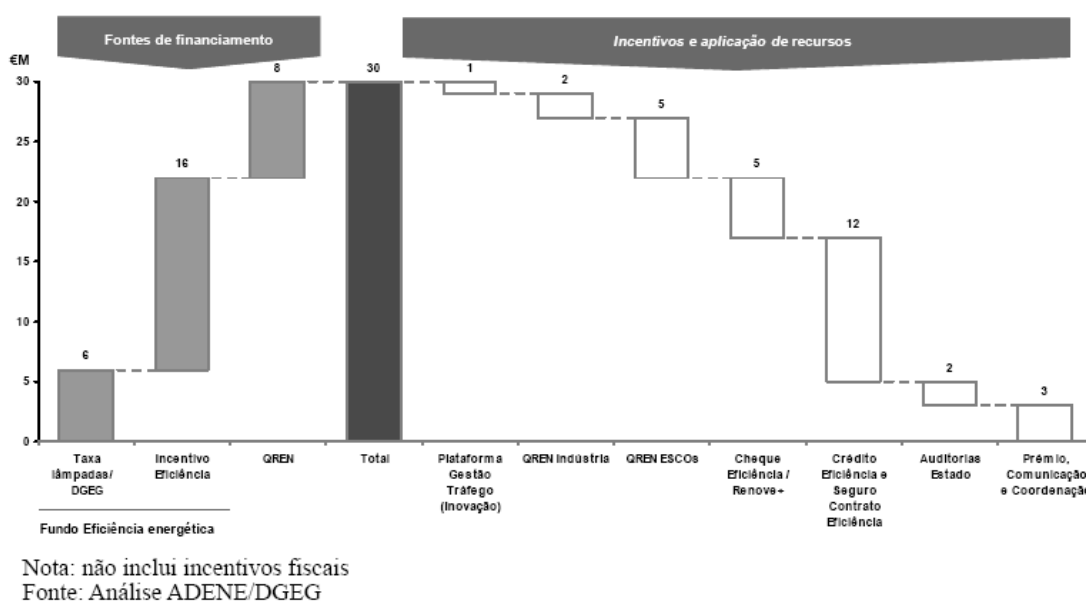 Fontes de financiamento
Incentivos e aplicação de recursos
€M
30
25
20
15
10
5
0
6
16
8
30
1
2
5
5
12
2
3
Taxa
lâmpadas/
DGEG
Incentivo
Eficiência
QREN
Total
Plataforma
Gestão
Tráfego
(Inovação)
QREN Indústria
QREN ESCOs
Cheque
Eficiência /
Renove+
Crédito
Eficiência e
Seguro
Contrato
Eficiência
Auditorias
Estado
Prémio,
Comunicação
e Coordenação
Fundo Eficiência energética
Nota: não inclui incentivos fiscais
Fonte: Análise ADENE/DGEG